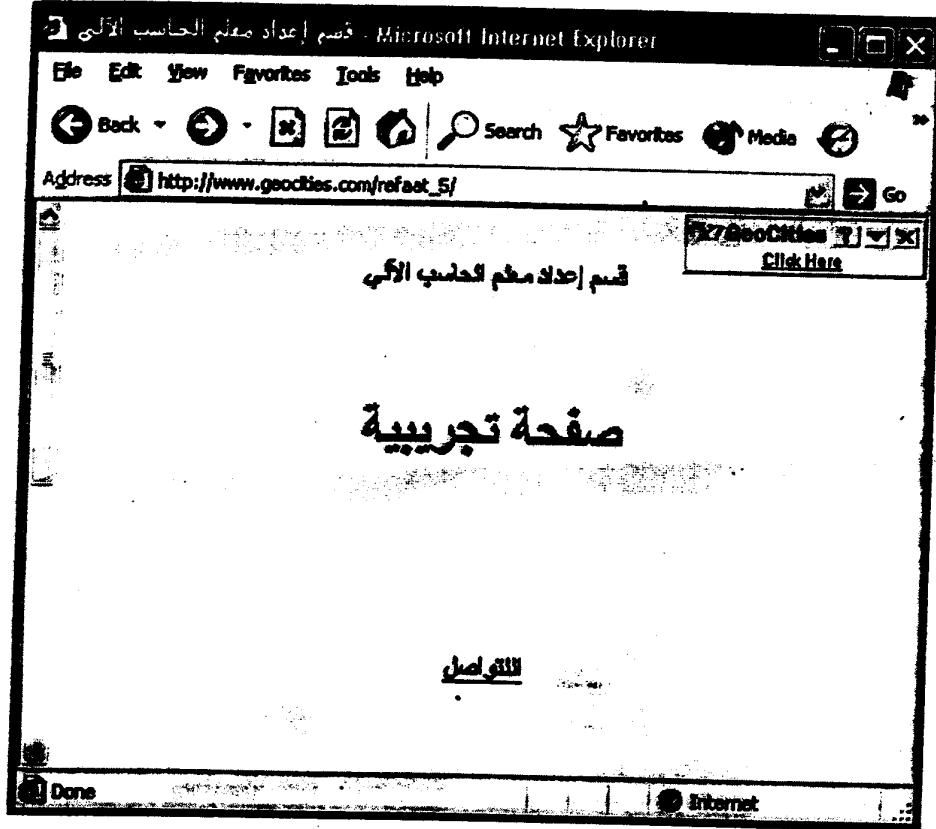 قسم إعداد معلم الحاسب الآلي - Microsoft Internet Explorer
File Edit View Favorites Tools Help
Back Search Favorites Media
Address http://www.geocities.com/refaat_5/ Go
GeoCities
Click Here
قسم إعداد معلم الحاسب الآلي
صفحة تجريبية
للتواصل
Done Internet